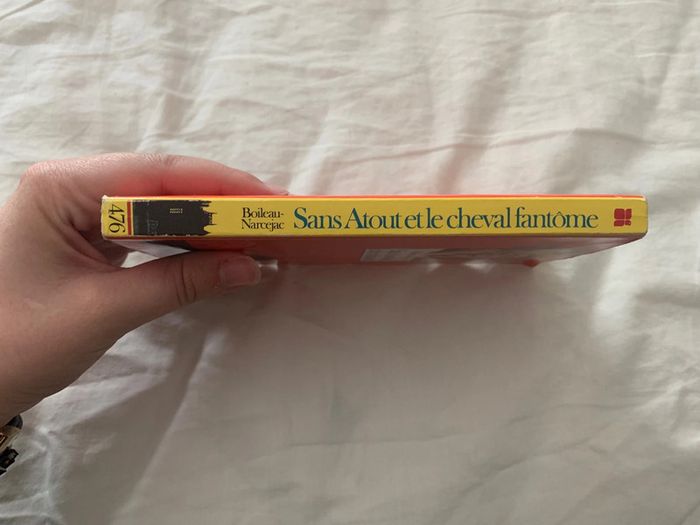 476
Boileau-
Narcejac
Sans Atout et le cheval fantôme